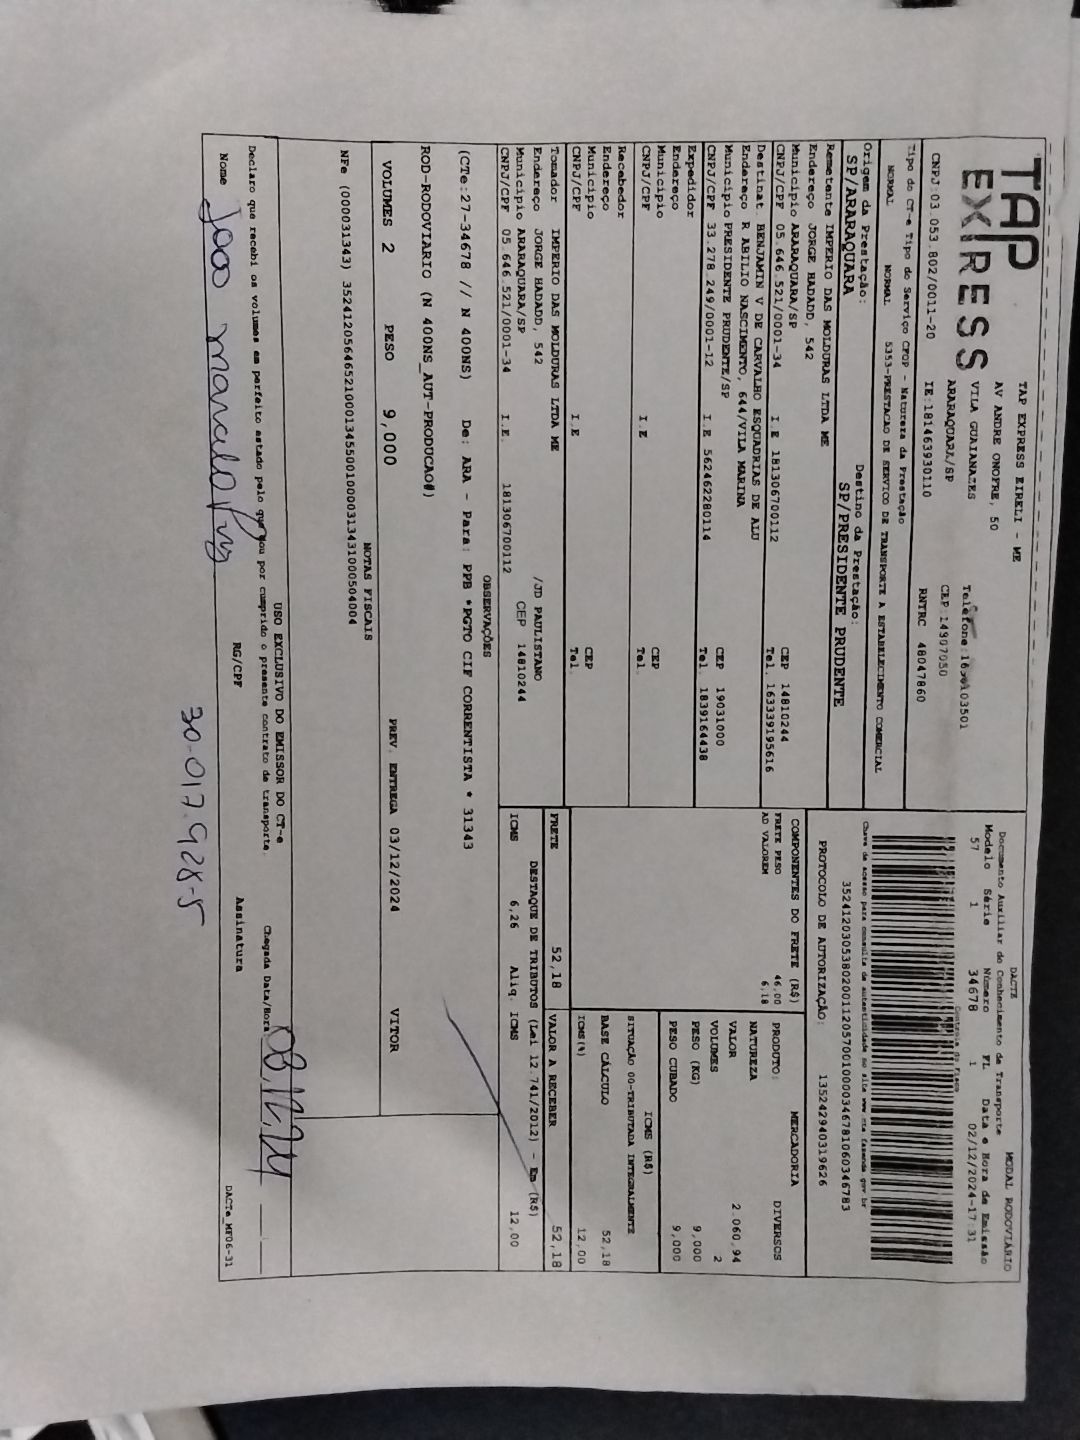 TAP
EXPRESS
TAP EXPRESS EIRELI - ME
AV ANDRE ONOFRE, 50
VILA GUAIANAZES
ARARAQUARA/SP
CNPJ:03.053.802/0011-20 IE:181463930110
CEP:14907050
RNTRC 48047860
DACTE MODAL RODOVIÁRIO
Documento Auxiliar do Conhecimento de Transporte
Modelo Série Número FL Data e Hora de Emissão
57 1 34678 1 02/12/2024-17:31
Controle do Fisco
Chave de acesso para consulta de autenticidade no site www.cte.fazenda.gov.br
35241203053802001120570010000346781060346783
PROTOCOLO DE AUTORIZAÇÃO: 135242940319626
Tipo do CT-e Tipo do Serviço CFOP - Natureza da Prestação
NORMAL NORMAL 5353-PRESTACAO DE SERVICO DE TRANSPORTE A ESTABELECIMENTO COMERCIAL
Origem da Prestação: Destino da Prestação:
SP/ARARAQUARA SP/PRESIDENTE PRUDENTE
Remetente IMPERIO DAS MOLDURAS LTDA ME
Endereço JORGE HADADD, 542
Município ARARAQUARA/SP CEP 14810244
CNPJ/CPF 05.646.521/0001-34 I.E 181306700112 Tel. 163339195616
Destinat. BENJAMIN V DE CARVALHO ESQUADRIAS DE ALU
Endereço R ABILIO NASCIMENTO, 644/VILA MARINA
Município PRESIDENTE PRUDENTE/SP CEP 19031000
CNPJ/CPF 33.278.249/0001-12 I.E 562462280114 Tel. 1839164438
Expedidor
Endereço
Município CEP
CNPJ/CPF I.E Tel.
Recebedor
Endereço
Município CEP
CNPJ/CPF I.E Tel.
Tomador IMPERIO DAS MOLDURAS LTDA ME
Endereço JORGE HADADD, 542 /JD PAULISTANO
Município ARARAQUARA/SP CEP 14810244
CNPJ/CPF 05.646.521/0001-34 I.E. 181306700112
COMPONENTES DO FRETE (R$)
FRETE PESO 46,00
AD VALOREM 6,18
PRODUTO: MERCADORIA
NATUREZA DIVERSOS
VALOR 2.060,94
VOLUMES 2
PESO (KG) 9,000
PESO CUBADO 9,000
ICMS (R$)
SITUAÇÃO 00-TRIBUTADA INTEGRALMENTE
BASE CÁLCULO 52,18
ICMS(%) 12,00
FRETE 52,18 VALOR A RECEBER 52,18
DESTAQUE DE TRIBUTOS (Lei 12.741/2012) - Em (R$)
ICMS 6,26 Aliq. ICMS 12,00
OBSERVAÇÕES
(CTe:27-34678 // N 400NS) De: ARA - Para: PPB *PGTO CIF CORRENTISTA * 31343
ROD-RODOVIARIO (N 400NS_AUT-PRODUCAO#)
VOLUMES 2 PESO 9,000 PREV. ENTREGA 03/12/2024 VITOR
NOTAS FISCAIS
NFe (000031343) 35241205646521000134550010000313431000504004
USO EXCLUSIVO DO EMISSOR DO CT-e
Declaro que recebi os volumes em perfeito estado pelo que dou por cumprido o presente contrato de transporte. Chegada Data/Hora 08/12/24
Nome RG/CPF Assinatura DACTe_MF06-31
30.017.928-5